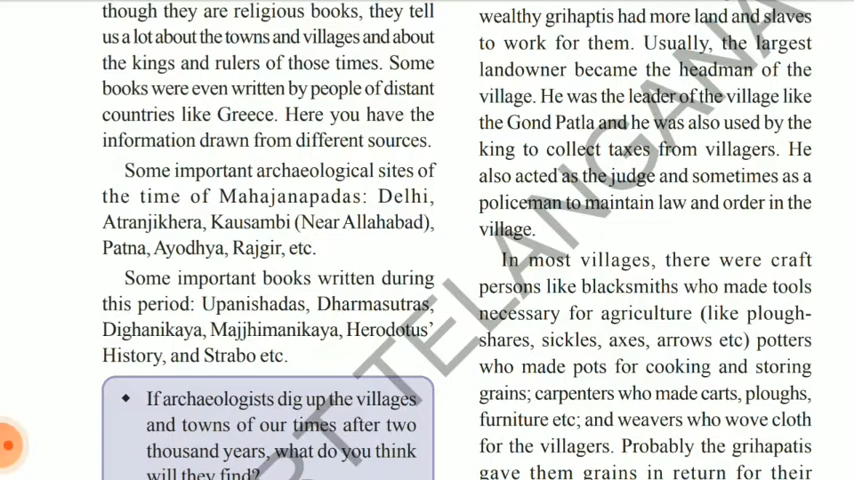 though they are religious books, they tell
us a lot about the towns and villages and about
the kings and rulers of those times. Some
books were even written by people of distant
countries like Greece. Here you have the
information drawn from different sources.
Some important archaeological sites of
the time of Mahajanapadas: Delhi,
Atranjikhera, Kausambi (Near Allahabad),
Patna, Ayodhya, Rajgir, etc.
Some important books written during
this period: Upanishadas, Dharmasutras,
Dighanikaya, Majjhimanikaya, Herodotus'
History, and Strabo etc.
♦ If archaeologists dig up the villages
and towns of our times after two
thousand years, what do you think
will they find?
wealthy grihaptis had more land and slaves
to work for them. Usually, the largest
landowner became the headman of the
village. He was the leader of the village like
the Gond Patla and he was also used by the
king to collect taxes from villagers. He
also acted as the judge and sometimes as a
policeman to maintain law and order in the
village.
In most villages, there were craft
persons like blacksmiths who made tools
necessary for agriculture (like plough-
shares, sickles, axes, arrows etc) potters
who made pots for cooking and storing
grains; carpenters who made carts, ploughs,
furniture etc; and weavers who wove cloth
for the villagers. Probably the grihapatis
gave them grains in return for their
RT TELANGANA